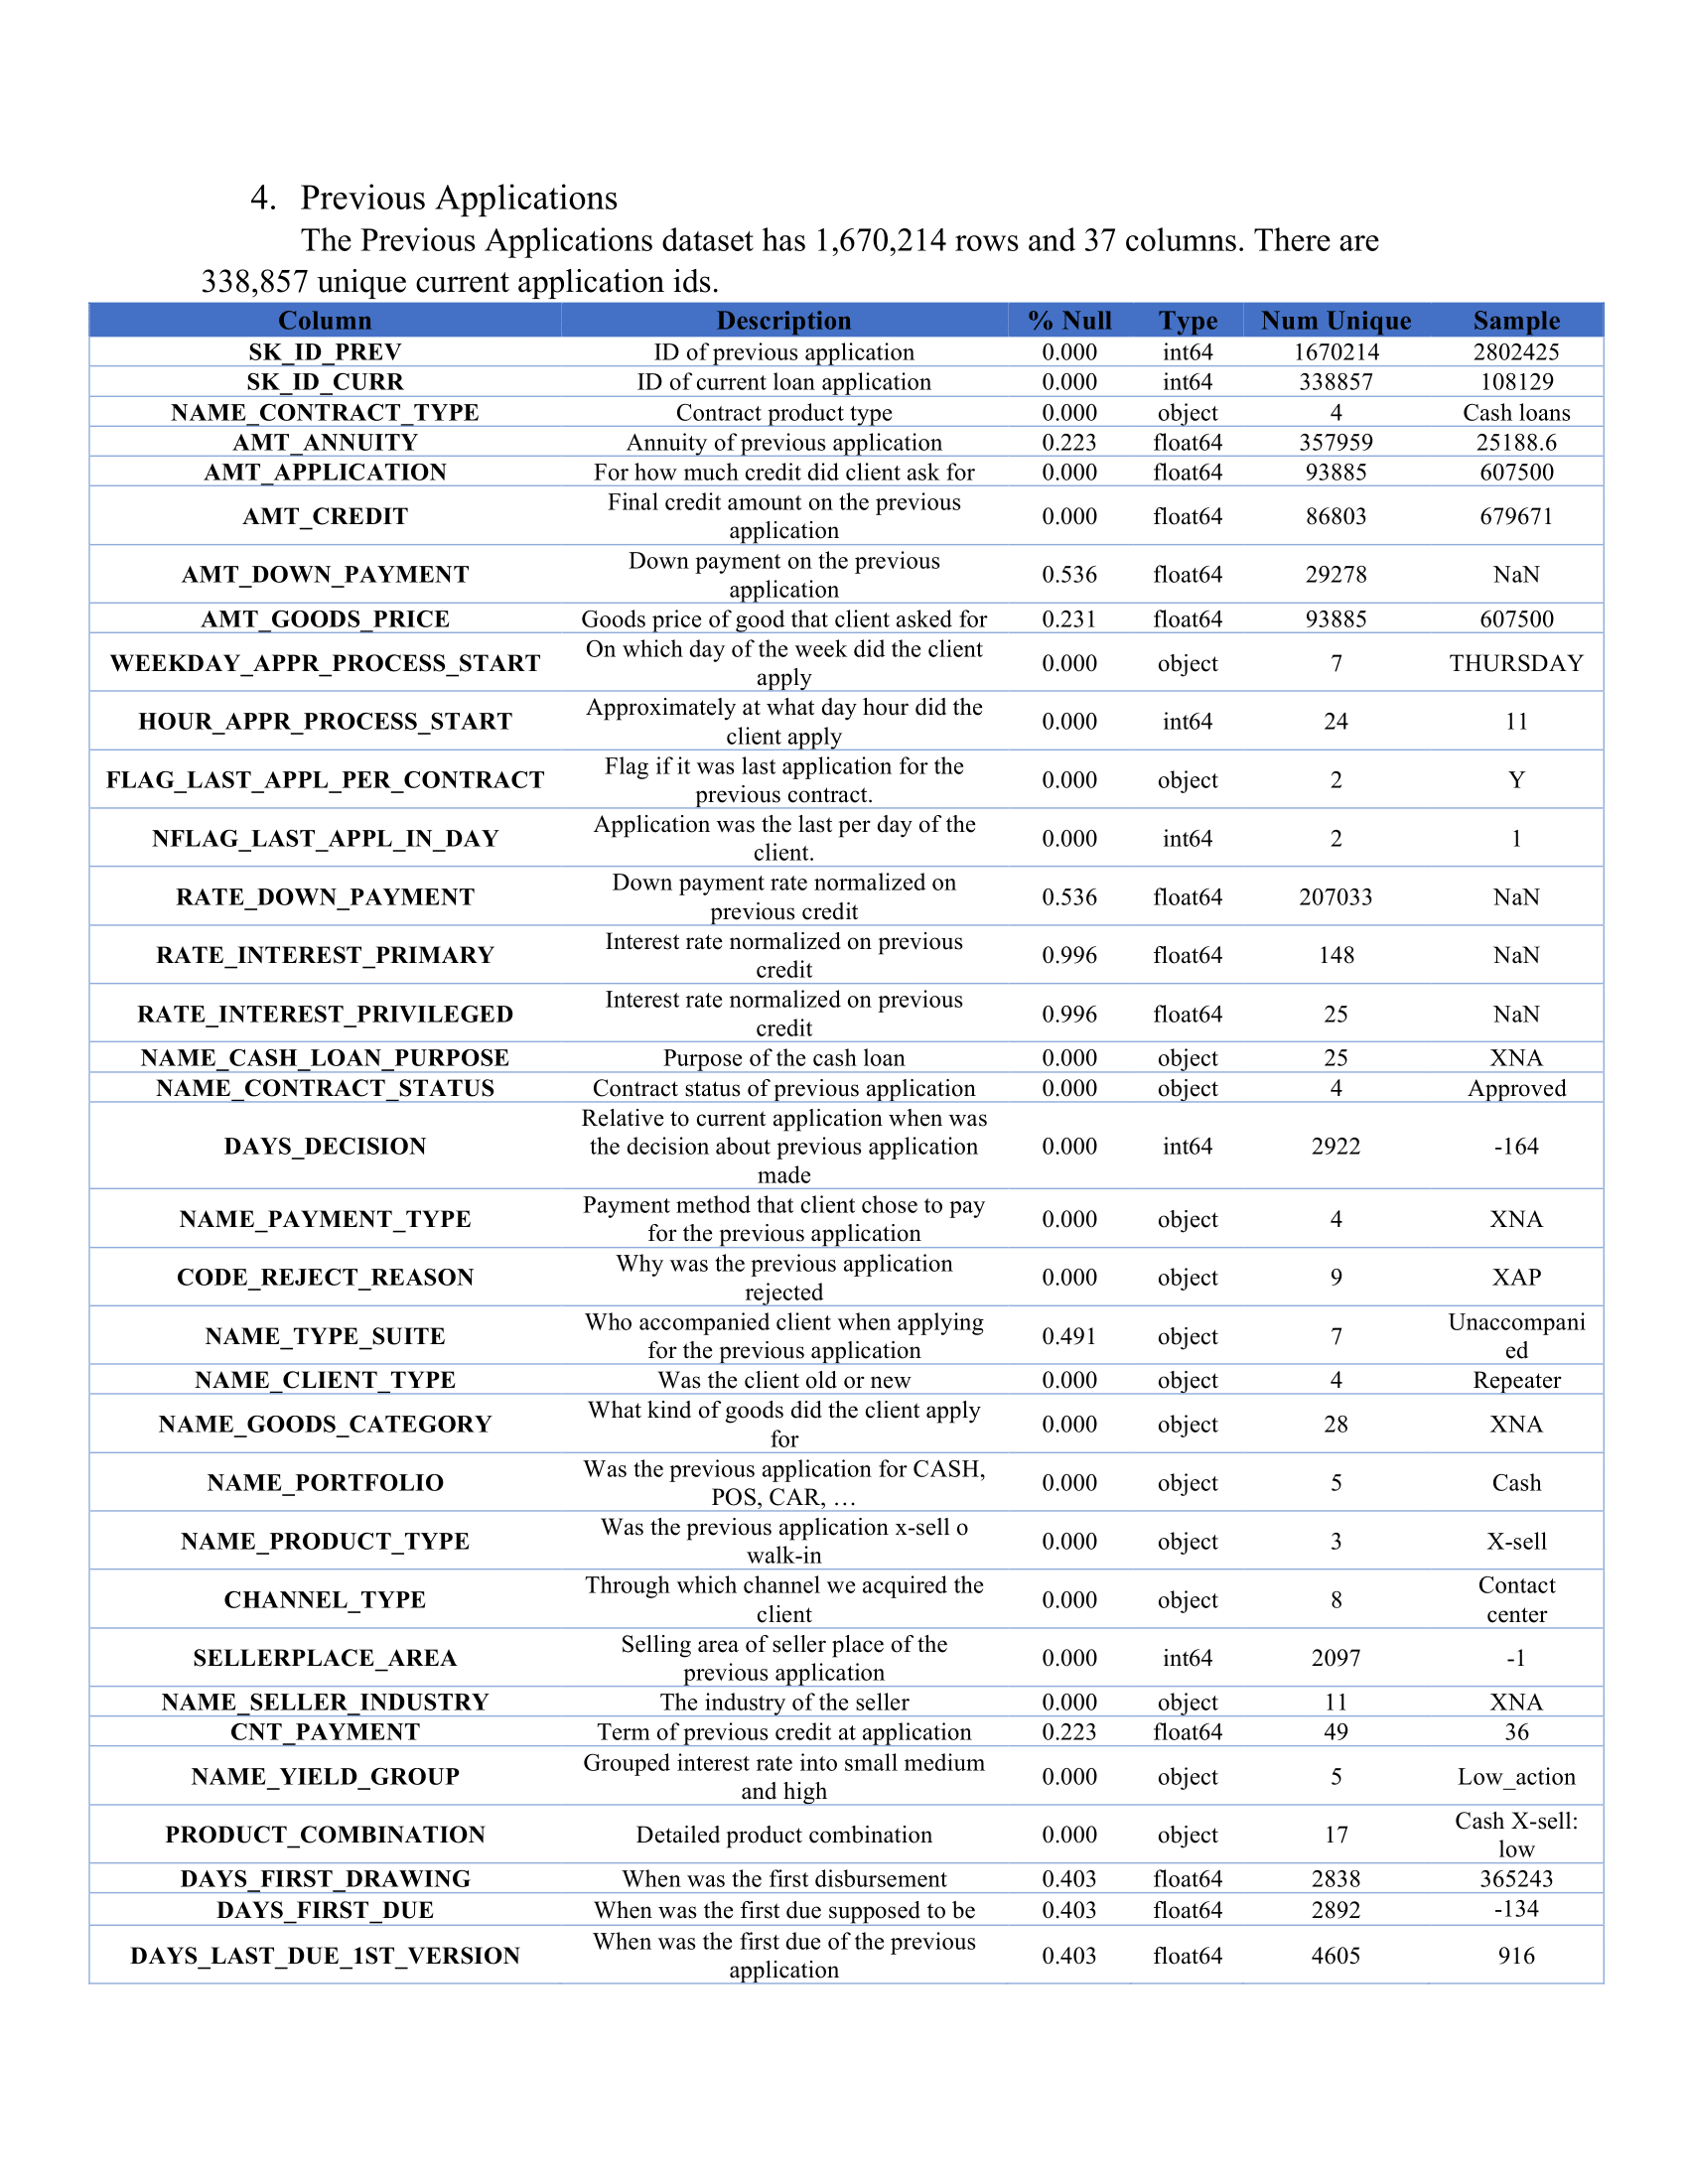 4. Previous Applications
The Previous Applications dataset has 1,670,214 rows and 37 columns. There are
338,857 unique current application ids.
Column Description % Null Type Num Unique Sample
SK_ID_PREV ID of previous application 0.000 int64 1670214 2802425
SK_ID_CURR ID of current loan application 0.000 int64 338857 108129
NAME_CONTRACT_TYPE Contract product type 0.000 object 4 Cash loans
AMT_ANNUITY Annuity of previous application 0.223 float64 357959 25188.6
AMT_APPLICATION For how much credit did client ask for 0.000 float64 93885 607500
Final credit amount on the previous
AMT_CREDIT 0.000 float64 86803 679671
application
Down payment on the previous
AMT_DOWN_PAYMENT 0.536 float64 29278 NaN
application
AMT_GOODS_PRICE Goods price of good that client asked for 0.231 float64 93885 607500
On which day of the week did the client
WEEKDAY_APPR_PROCESS_START 0.000 object 7 THURSDAY
apply
Approximately at what day hour did the
HOUR_APPR_PROCESS_START 0.000 int64 24 11
client apply
Flag if it was last application for the
FLAG_LAST_APPL_PER_CONTRACT 0.000 object 2 Y
previous contract.
Application was the last per day of the
NFLAG_LAST_APPL_IN_DAY 0.000 int64 2 1
client.
Down payment rate normalized on
RATE_DOWN_PAYMENT 0.536 float64 207033 NaN
previous credit
Interest rate normalized on previous
RATE_INTEREST_PRIMARY 0.996 float64 148 NaN
credit
Interest rate normalized on previous
RATE_INTEREST_PRIVILEGED 0.996 float64 25 NaN
credit
NAME_CASH_LOAN_PURPOSE Purpose of the cash loan 0.000 object 25 XNA
NAME_CONTRACT_STATUS Contract status of previous application 0.000 object 4 Approved
Relative to current application when was
DAYS_DECISION the decision about previous application 0.000 int64 2922 -164
made
Payment method that client chose to pay
NAME_PAYMENT_TYPE 0.000 object 4 XNA
for the previous application
Why was the previous application
CODE_REJECT_REASON 0.000 object 9 XAP
rejected
Who accompanied client when applying Unaccompani
NAME_TYPE_SUITE 0.491 object 7
for the previous application ed
NAME_CLIENT_TYPE Was the client old or new 0.000 object 4 Repeater
What kind of goods did the client apply
NAME_GOODS_CATEGORY 0.000 object 28 XNA
for
Was the previous application for CASH,
NAME_PORTFOLIO 0.000 object 5 Cash
POS, CAR, …
Was the previous application x-sell o
NAME_PRODUCT_TYPE 0.000 object 3 X-sell
walk-in
Through which channel we acquired the Contact
CHANNEL_TYPE 0.000 object 8
client center
Selling area of seller place of the
SELLERPLACE_AREA 0.000 int64 2097 -1
previous application
NAME_SELLER_INDUSTRY The industry of the seller 0.000 object 11 XNA
CNT_PAYMENT Term of previous credit at application 0.223 float64 49 36
Grouped interest rate into small medium
NAME_YIELD_GROUP 0.000 object 5 Low_action
and high
Cash X-sell:
PRODUCT_COMBINATION Detailed product combination 0.000 object 17
low
DAYS_FIRST_DRAWING When was the first disbursement 0.403 float64 2838 365243
DAYS_FIRST_DUE When was the first due supposed to be 0.403 float64 2892 -134
When was the first due of the previous
DAYS_LAST_DUE_1ST_VERSION 0.403 float64 4605 916
application